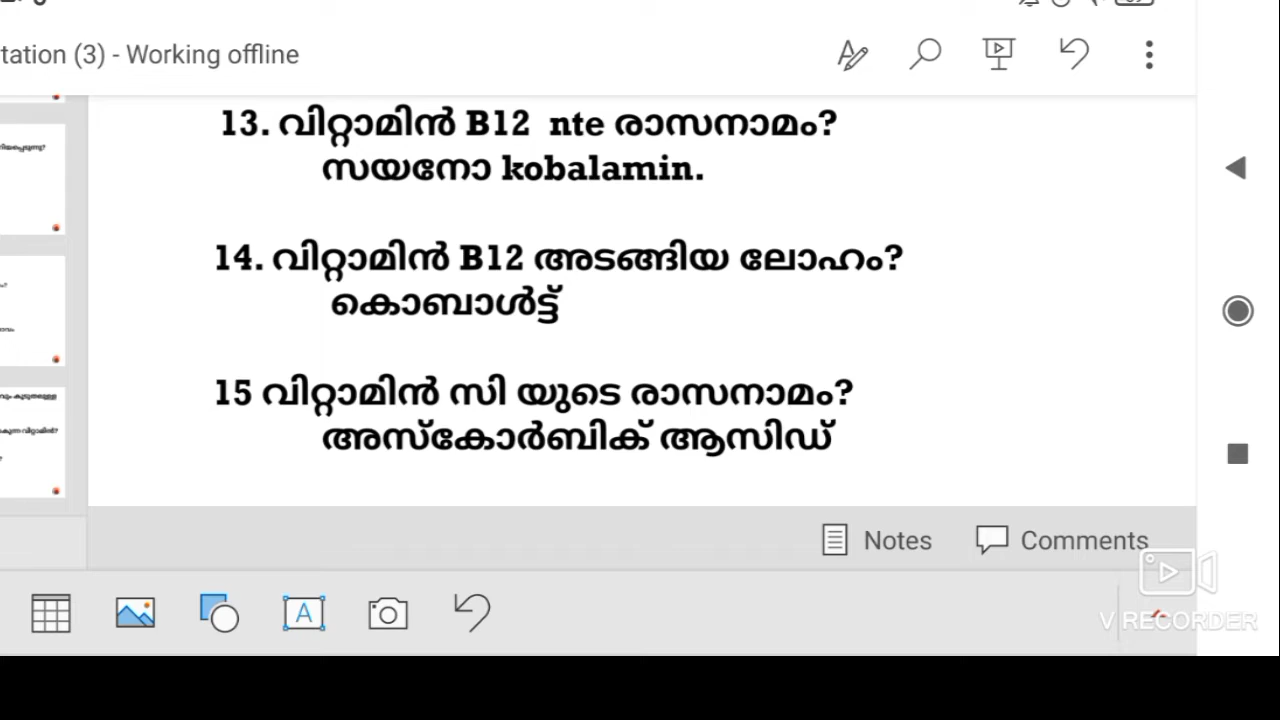 tation (3) - Working offline
13. വിറ്റാമിൻ B12 nte രാസനാമം?
സയനോ kobalamin.
14. വിറ്റാമിൻ B12 അടങ്ങിയ ലോഹം?
കൊബാൾട്ട്
15 വിറ്റാമിൻ സി യുടെ രാസനാമം?
അസ്കോർബിക് ആസിഡ്
Notes
Comments
A
V RECORDER